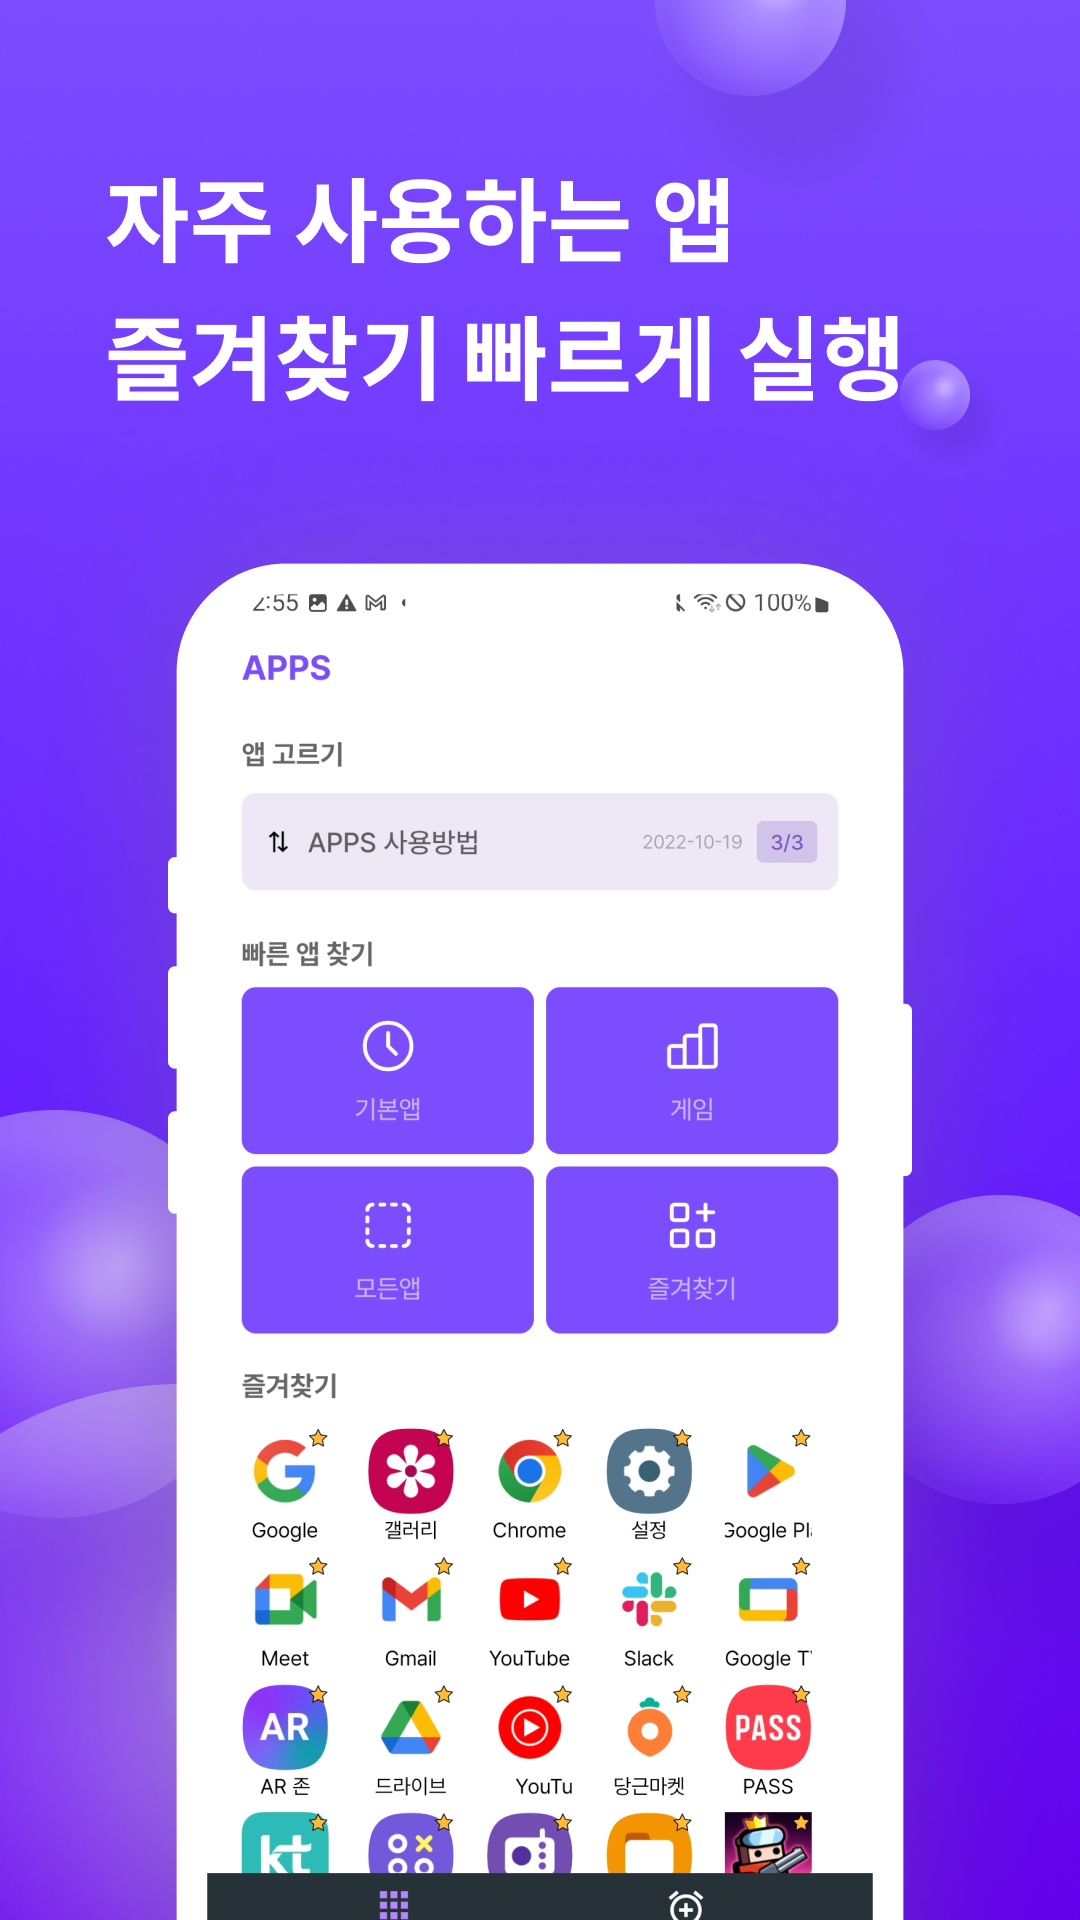 자주 사용하는 앱
즐겨찾기 빠르게 실행
2:55 100%
APPS
앱 고르기
APPS 사용방법 2022-10-19 3/3
빠른 앱 찾기
기본앱 게임
모든앱 즐겨찾기
즐겨찾기
Google 갤러리 Chrome 설정 Google Pl
Meet Gmail YouTube Slack Google T
AR PASS
AR 존 드라이브 YouTu 당근마켓 PASS
kt